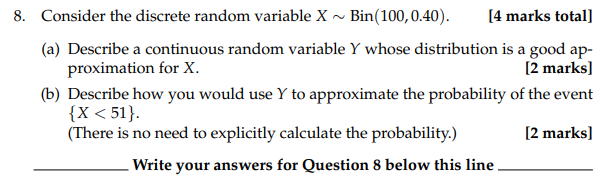 8. Consider the discrete random variable X ∼ Bin(100, 0.40). [4 marks total]
(a) Describe a continuous random variable Y whose distribution is a good ap-
proximation for X. [2 marks]
(b) Describe how you would use Y to approximate the probability of the event
{X < 51}.
(There is no need to explicitly calculate the probability.) [2 marks]
Write your answers for Question 8 below this line